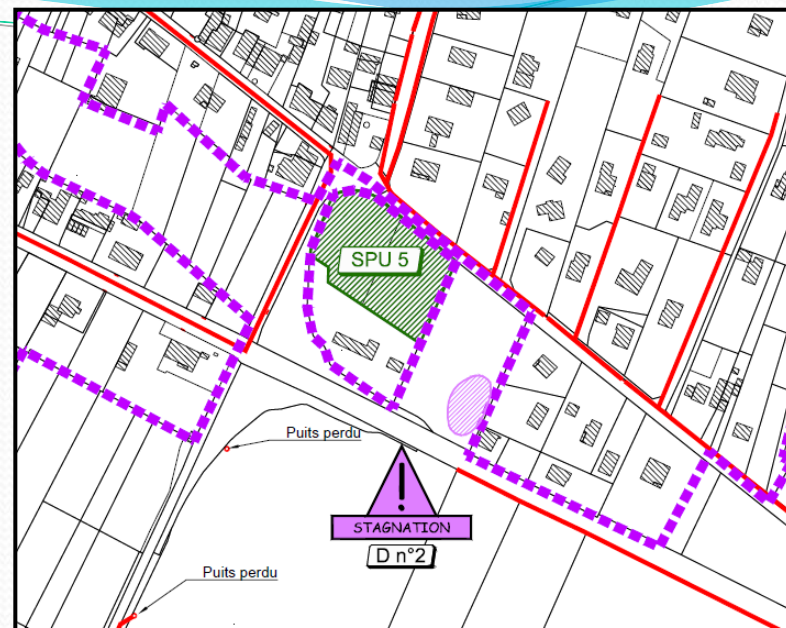 SPU 5
Puits perdu
!
STAGNATION
D n°2
Puits perdu